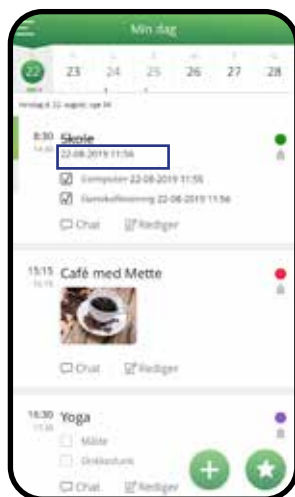 Min dag
22 23 24 25 26 27 28
8:30 Skole
22-08-2019 11:56
Computer 22-08-2019 11:55
22-08-2019 11:56
Chat Rediger
15:15 Café med Mette
Chat Rediger
16:30 Yoga
Måtte
Drikkedunk
Chat Rediger